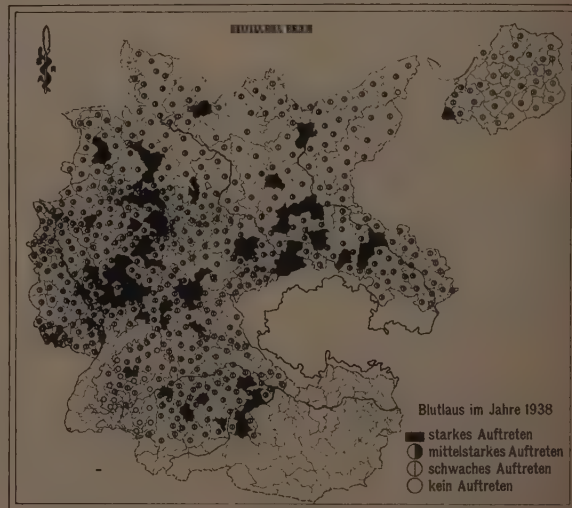 Blutlaus im Jahre 1938
starkes Auftreten
mittelstarkes Auftreten
schwaches Auftreten
kein Auftreten